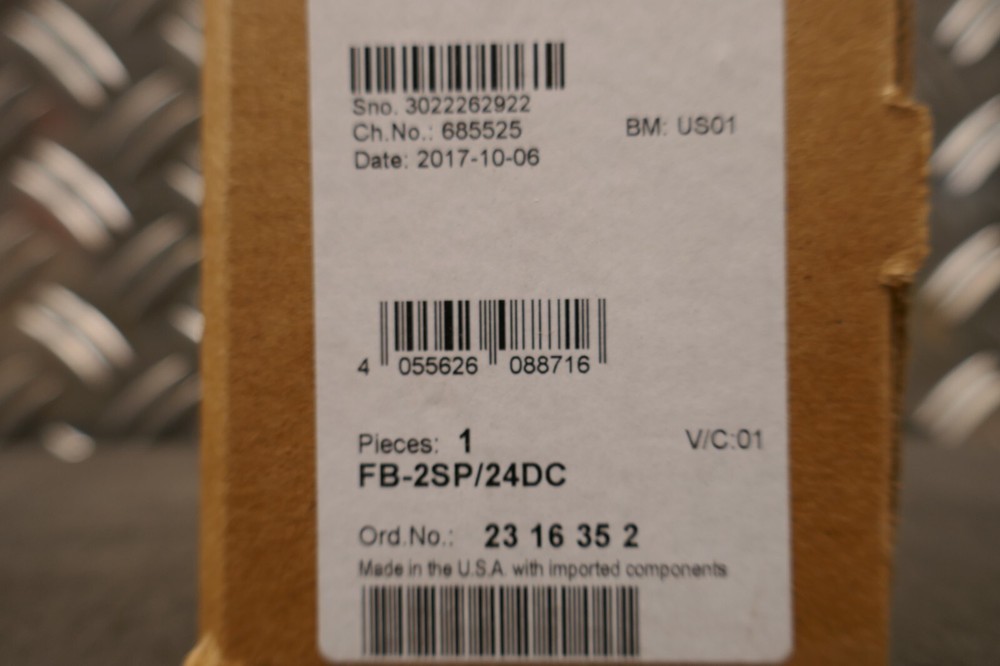 Sno. 3022262922
Ch.No.: 685525
BM: US01
Date: 2017-10-06
4 055626 088716
Pieces: 1
V/C:01
FB-2SP/24DC
Ord.No.: 23 16 35 2
Made in the U.S.A. with imported components